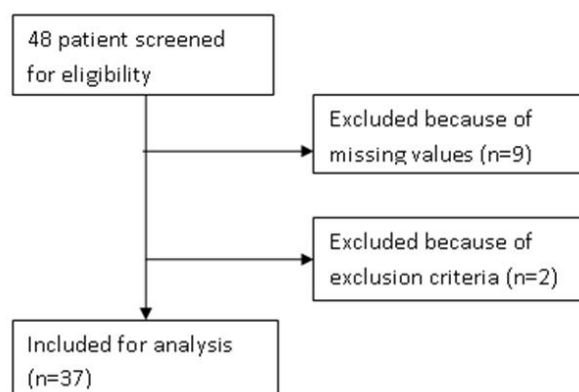 48 patient screened
for eligibility
Excluded because of
missing values (n=9)
Excluded because of
exclusion criteria (n=2)
Included for analysis
(n=37)